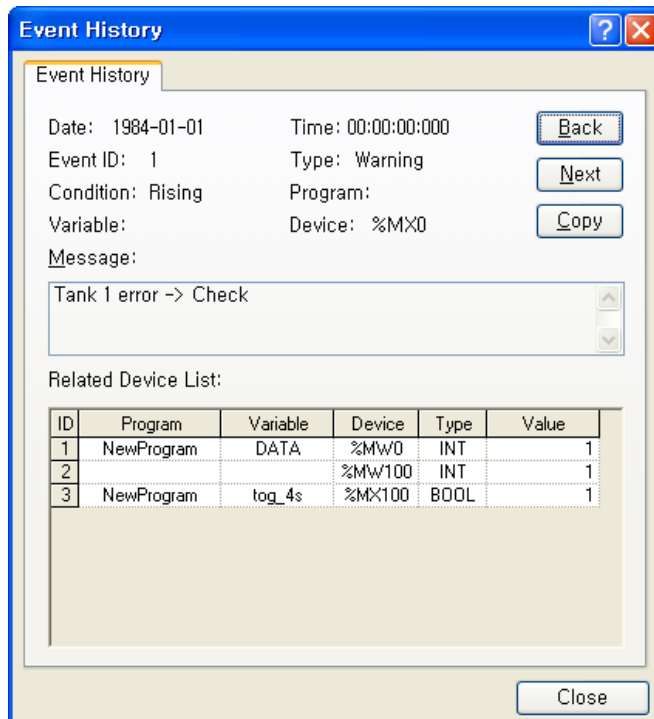 Event History
Event History
Date: 1984-01-01 Time: 00:00:00:000 Back
Event ID: 1 Type: Warning Next
Condition: Rising Program:
Variable: Device: %MX0 Copy
Message:
Tank 1 error -> Check
Related Device List:
ID Program Variable Device Type Value
1 NewProgram DATA %MW0 INT 1
2 %MW100 INT 1
3 NewProgram tog_4s %MX100 BOOL 1
Close